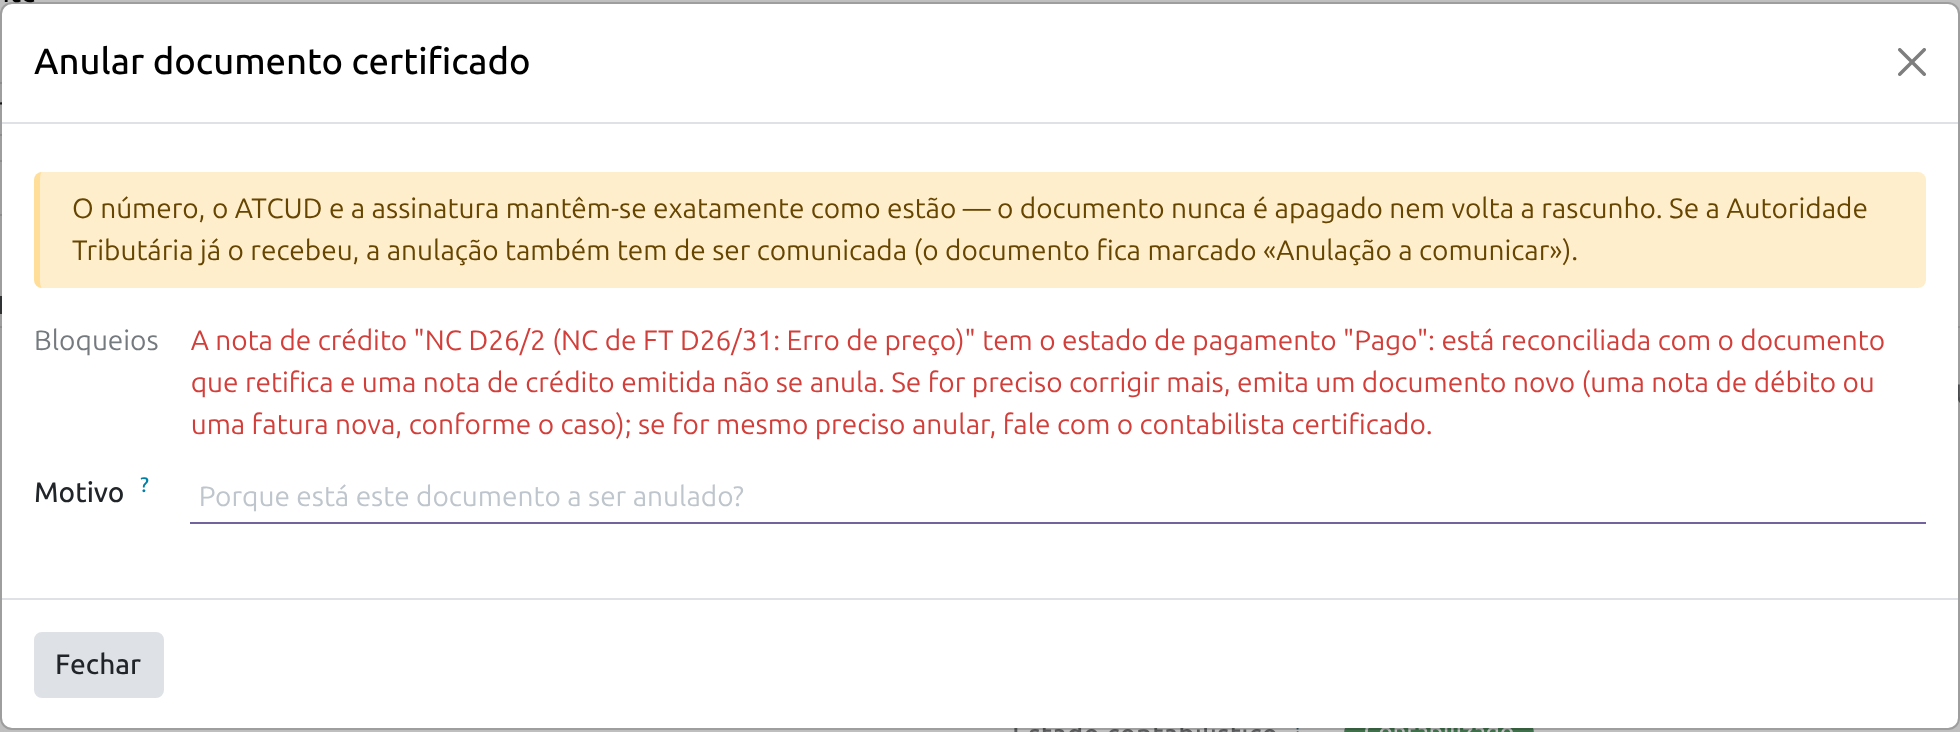 Anular documento certificado
O número, o ATCUD e a assinatura mantêm-se exatamente como estão — o documento nunca é apagado nem volta a rascunho. Se a Autoridade
Tributária já o recebeu, a anulação também tem de ser comunicada (o documento fica marcado «Anulação a comunicar»).
Bloqueios
A nota de crédito "NC D26/2 (NC de FT D26/31: Erro de preço)" tem o estado de pagamento "Pago": está reconciliada com o documento
que retifica e uma nota de crédito emitida não se anula. Se for preciso corrigir mais, emita um documento novo (uma nota de débito ou
uma fatura nova, conforme o caso); se for mesmo preciso anular, fale com o contabilista certificado.
Motivo ?
Porque está este documento a ser anulado?
Fechar